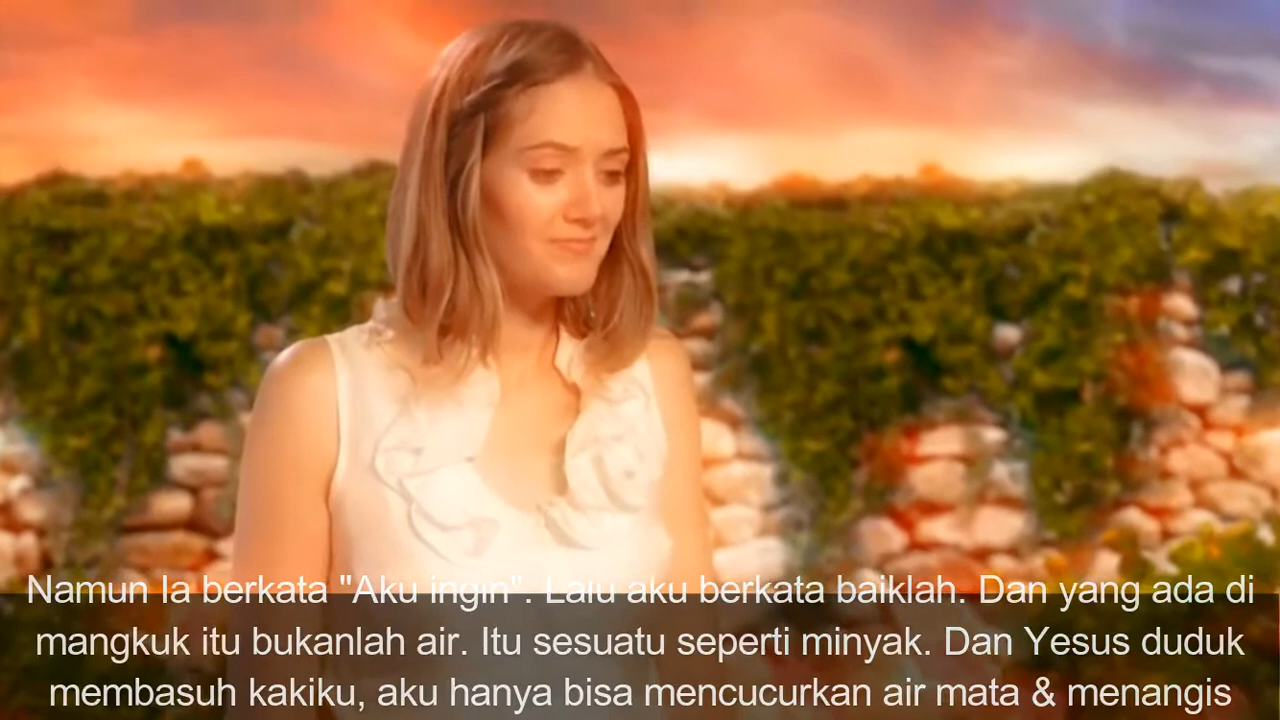 Namun Ia berkata "Aku ingin". Lalu aku berkata baiklah. Dan yang ada di
mangkuk itu bukanlah air. Itu sesuatu seperti minyak. Dan Yesus duduk
membasuh kakiku, aku hanya bisa mencucurkan air mata & menangis